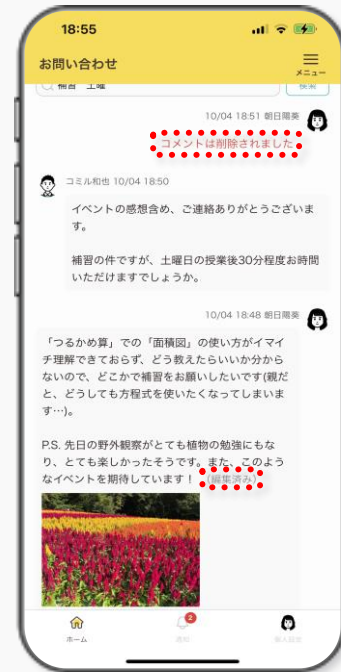 18:55
お問い合わせ
メニュー
補習 土曜
検索
10/04 18:51 朝日陽葵
コメントは削除されました
コミル和也 10/04 18:50
イベントの感想含め、ご連絡ありがとうございま
す。
補習の件ですが、土曜日の授業後30分程度お時間
いただけますでしょうか。
10/04 18:48 朝日陽葵
「つるかめ算」での「面積図」の使い方がイマイ
チ理解できておらず、どう教えたらいいか分から
ないので、どこかで補習をお願いしたいです(親だ
と、どうしても方程式を使いたくなってしまいま
す…)。
P.S. 先日の野外観察がとても植物の勉強にもな
り、とても楽しかったそうです。また、このよう
なイベントを期待しています！ (編集済み)
2
ホーム